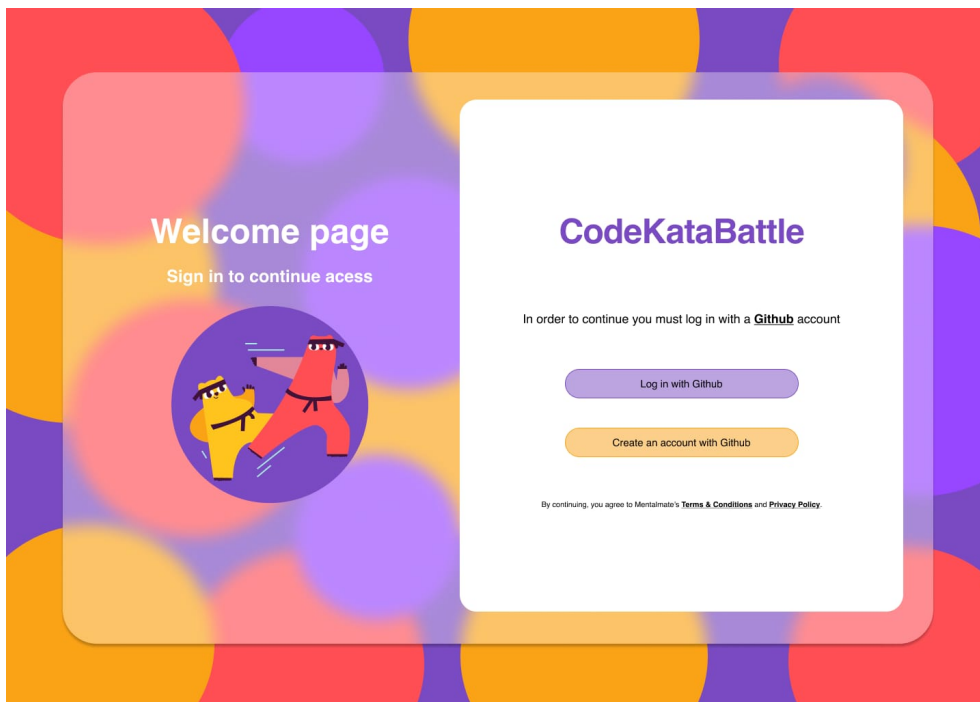 Welcome page
Sign in to continue acess
CodeKataBattle
In order to continue you must log in with a Github account
Log in with Github
Create an account with Github
By continuing, you agree to Mentalmate's Terms & Conditions and Privacy Policy.